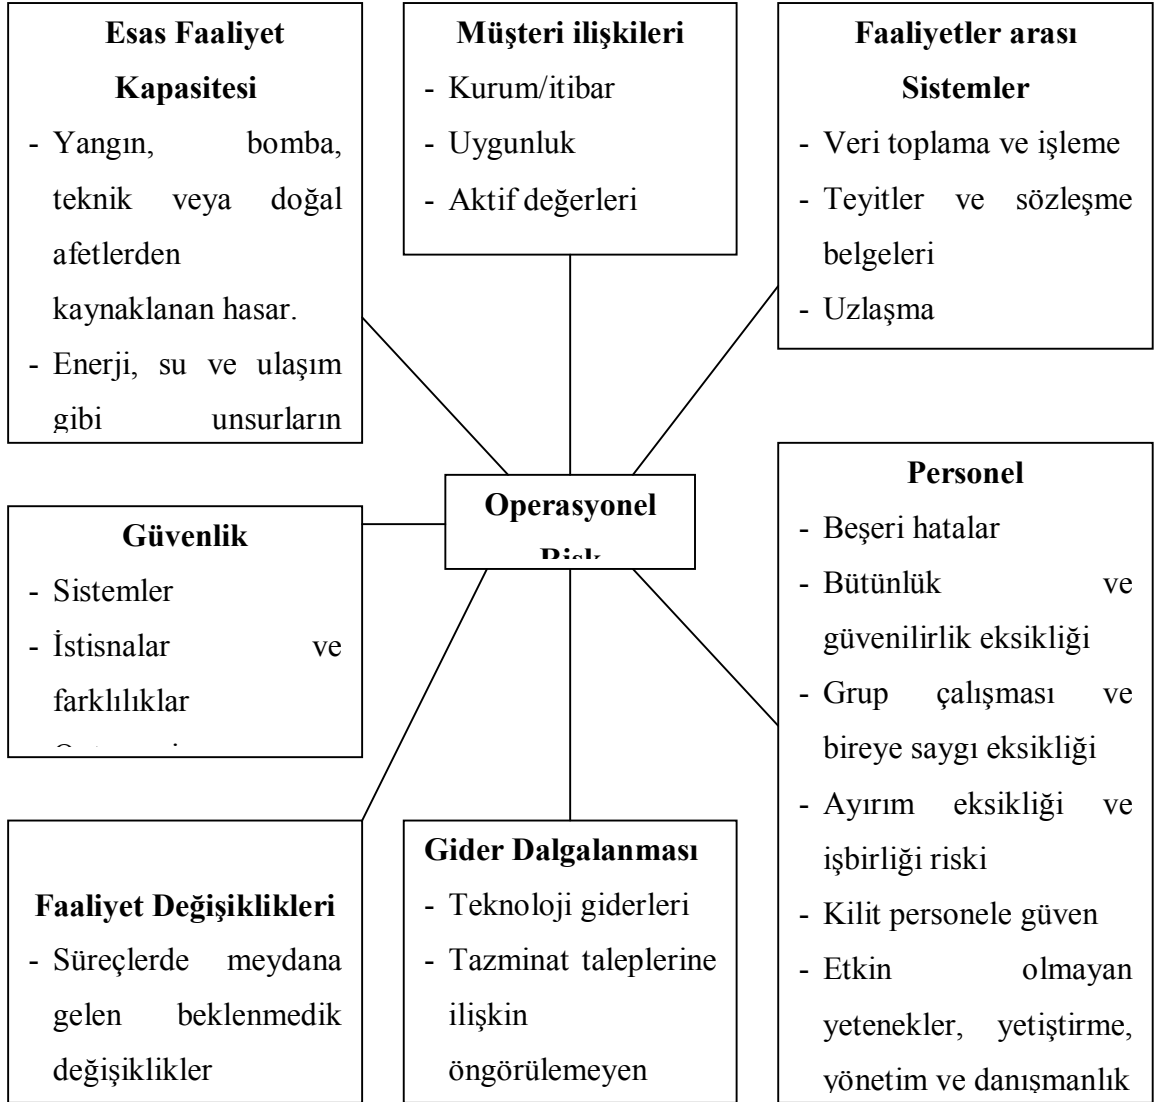 Esas Faaliyet
Kapasitesi
- Yangın, bomba,
teknik veya doğal
afetlerden
kaynaklanan hasar.
- Enerji, su ve ulaşım
gibi unsurların
Müşteri ilişkileri
- Kurum/itibar
- Uygunluk
- Aktif değerleri
Faaliyetler arası
Sistemler
- Veri toplama ve işleme
- Teyitler ve sözleşme
belgeleri
- Uzlaşma
Operasyonel
Risk
Güvenlik
- Sistemler
- İstisnalar ve
farklılıklar
Personel
- Beşeri hatalar
- Bütünlük ve
güvenilirlik eksikliği
- Grup çalışması ve
bireye saygı eksikliği
- Ayırım eksikliği ve
işbirliği riski
- Kilit personele güven
- Etkin olmayan
yetenekler, yetiştirme,
yönetim ve danışmanlık
Faaliyet Değişiklikleri
- Süreçlerde meydana
gelen beklenmedik
değişiklikler
Gider Dalgalanması
- Teknoloji giderleri
- Tazminat taleplerine
ilişkin
öngörülemeyen